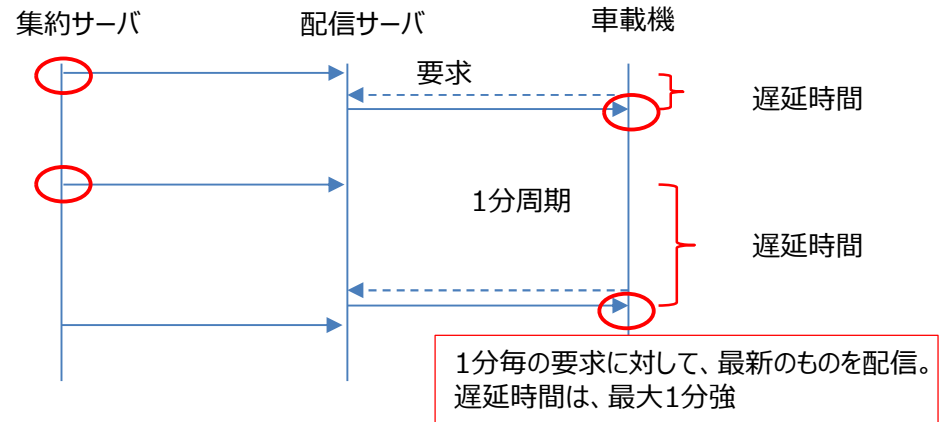 集約サーバ
配信サーバ
車載機
要求
遅延時間
1分周期
遅延時間
1分毎の要求に対して、最新のものを配信。
遅延時間は、最大1分強